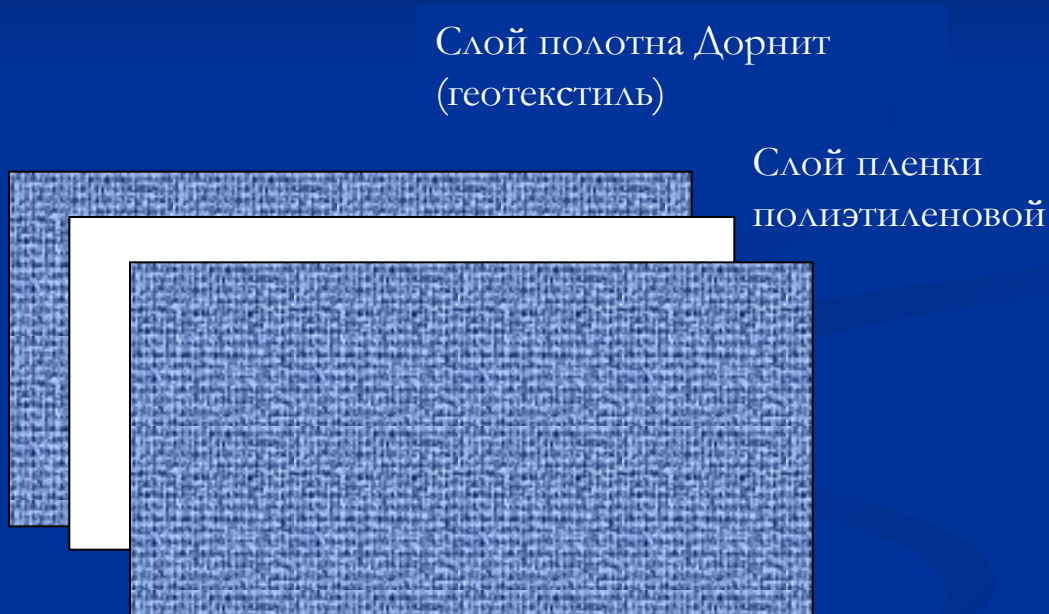 Слой полотна Дорнит
(геотекстиль)
Слой пленки
полиэтиленовой